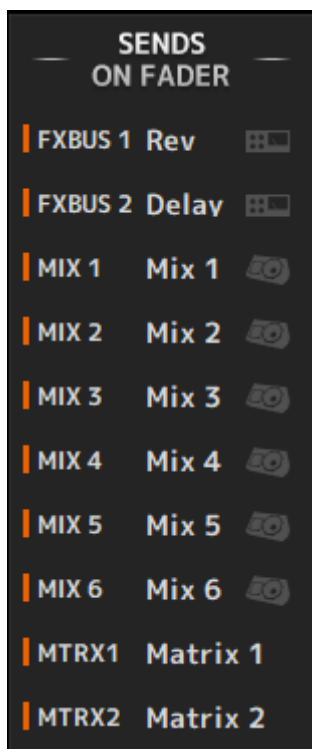 SENDS
ON FADER
FXBUS 1 Rev
FXBUS 2 Delay
MIX 1 Mix 1
MIX 2 Mix 2
MIX 3 Mix 3
MIX 4 Mix 4
MIX 5 Mix 5
MIX 6 Mix 6
MTRX1 Matrix 1
MTRX2 Matrix 2